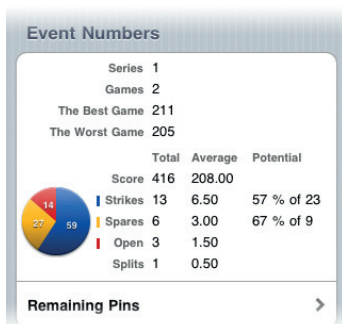 Event Numbers
Series 1
Games 2
The Best Game 211
The Worst Game 205
Total Average Potential
Score 416 208.00
Strikes 13 6.50 57 % of 23
Spares 6 3.00 67 % of 9
Open 3 1.50
Splits 1 0.50
14
27
59
Remaining Pins